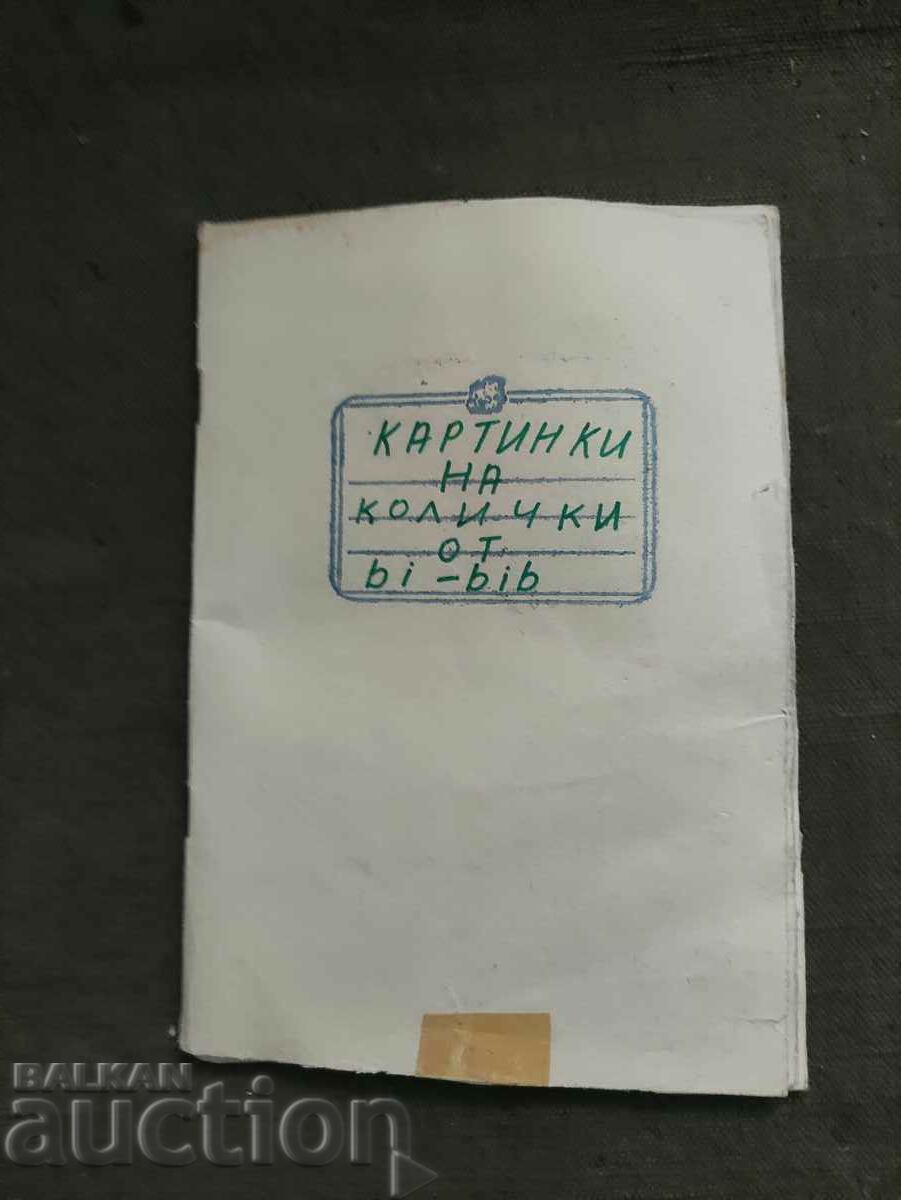 КАРТИНКИ
НА
КОЛИЧКИ
ОТ
bi-bib
BALKAN
auction